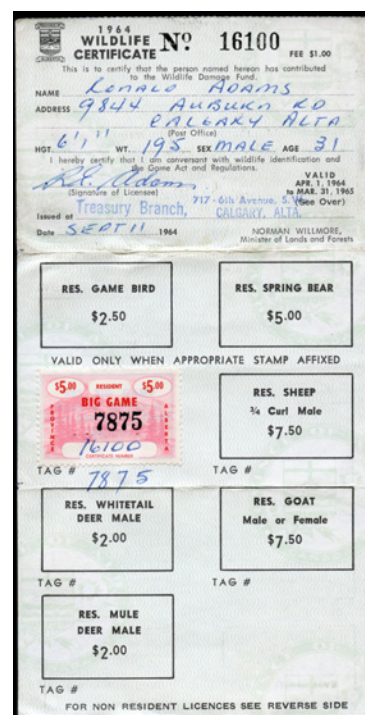 1964
WILDLIFE
CERTIFICATE
Nº 16100 FEE $1.00
This is to certify that the person named hereon has contributed
to the Wildlife Damage Fund.
NAME Ronald Adams
ADDRESS 9844 Auburn Rd
Calgary Alta
(Post Office)
HGT. 6'1" WT. 195 SEX MALE AGE 31
I hereby certify that I am conversant with wildlife identification and
the Game Act and Regulations.
R.E. Adams
(Signature of Licensee)
VALID
APR. 1, 1964
to MAR. 31, 1965
(See Over)
Issued at Treasury Branch, 717 - 6th Avenue, S.W.
CALGARY, ALTA.
Date SEPT 11 1964
NORMAN WILLMORE,
Minister of Lands and Forests
RES. GAME BIRD
$2.50
RES. SPRING BEAR
$5.00
VALID ONLY WHEN APPROPRIATE STAMP AFFIXED
$5.00 RESIDENT $5.00
BIG GAME
PROVINCE
ALBERTA
7875
16100
CERTIFICATE NUMBER
TAG # 7875
RES. SHEEP
¾ Curl Male
$7.50
TAG #
RES. WHITETAIL
DEER MALE
$2.00
TAG #
RES. GOAT
Male or Female
$7.50
TAG #
RES. MULE
DEER MALE
$2.00
TAG #
FOR NON RESIDENT LICENCES SEE REVERSE SIDE